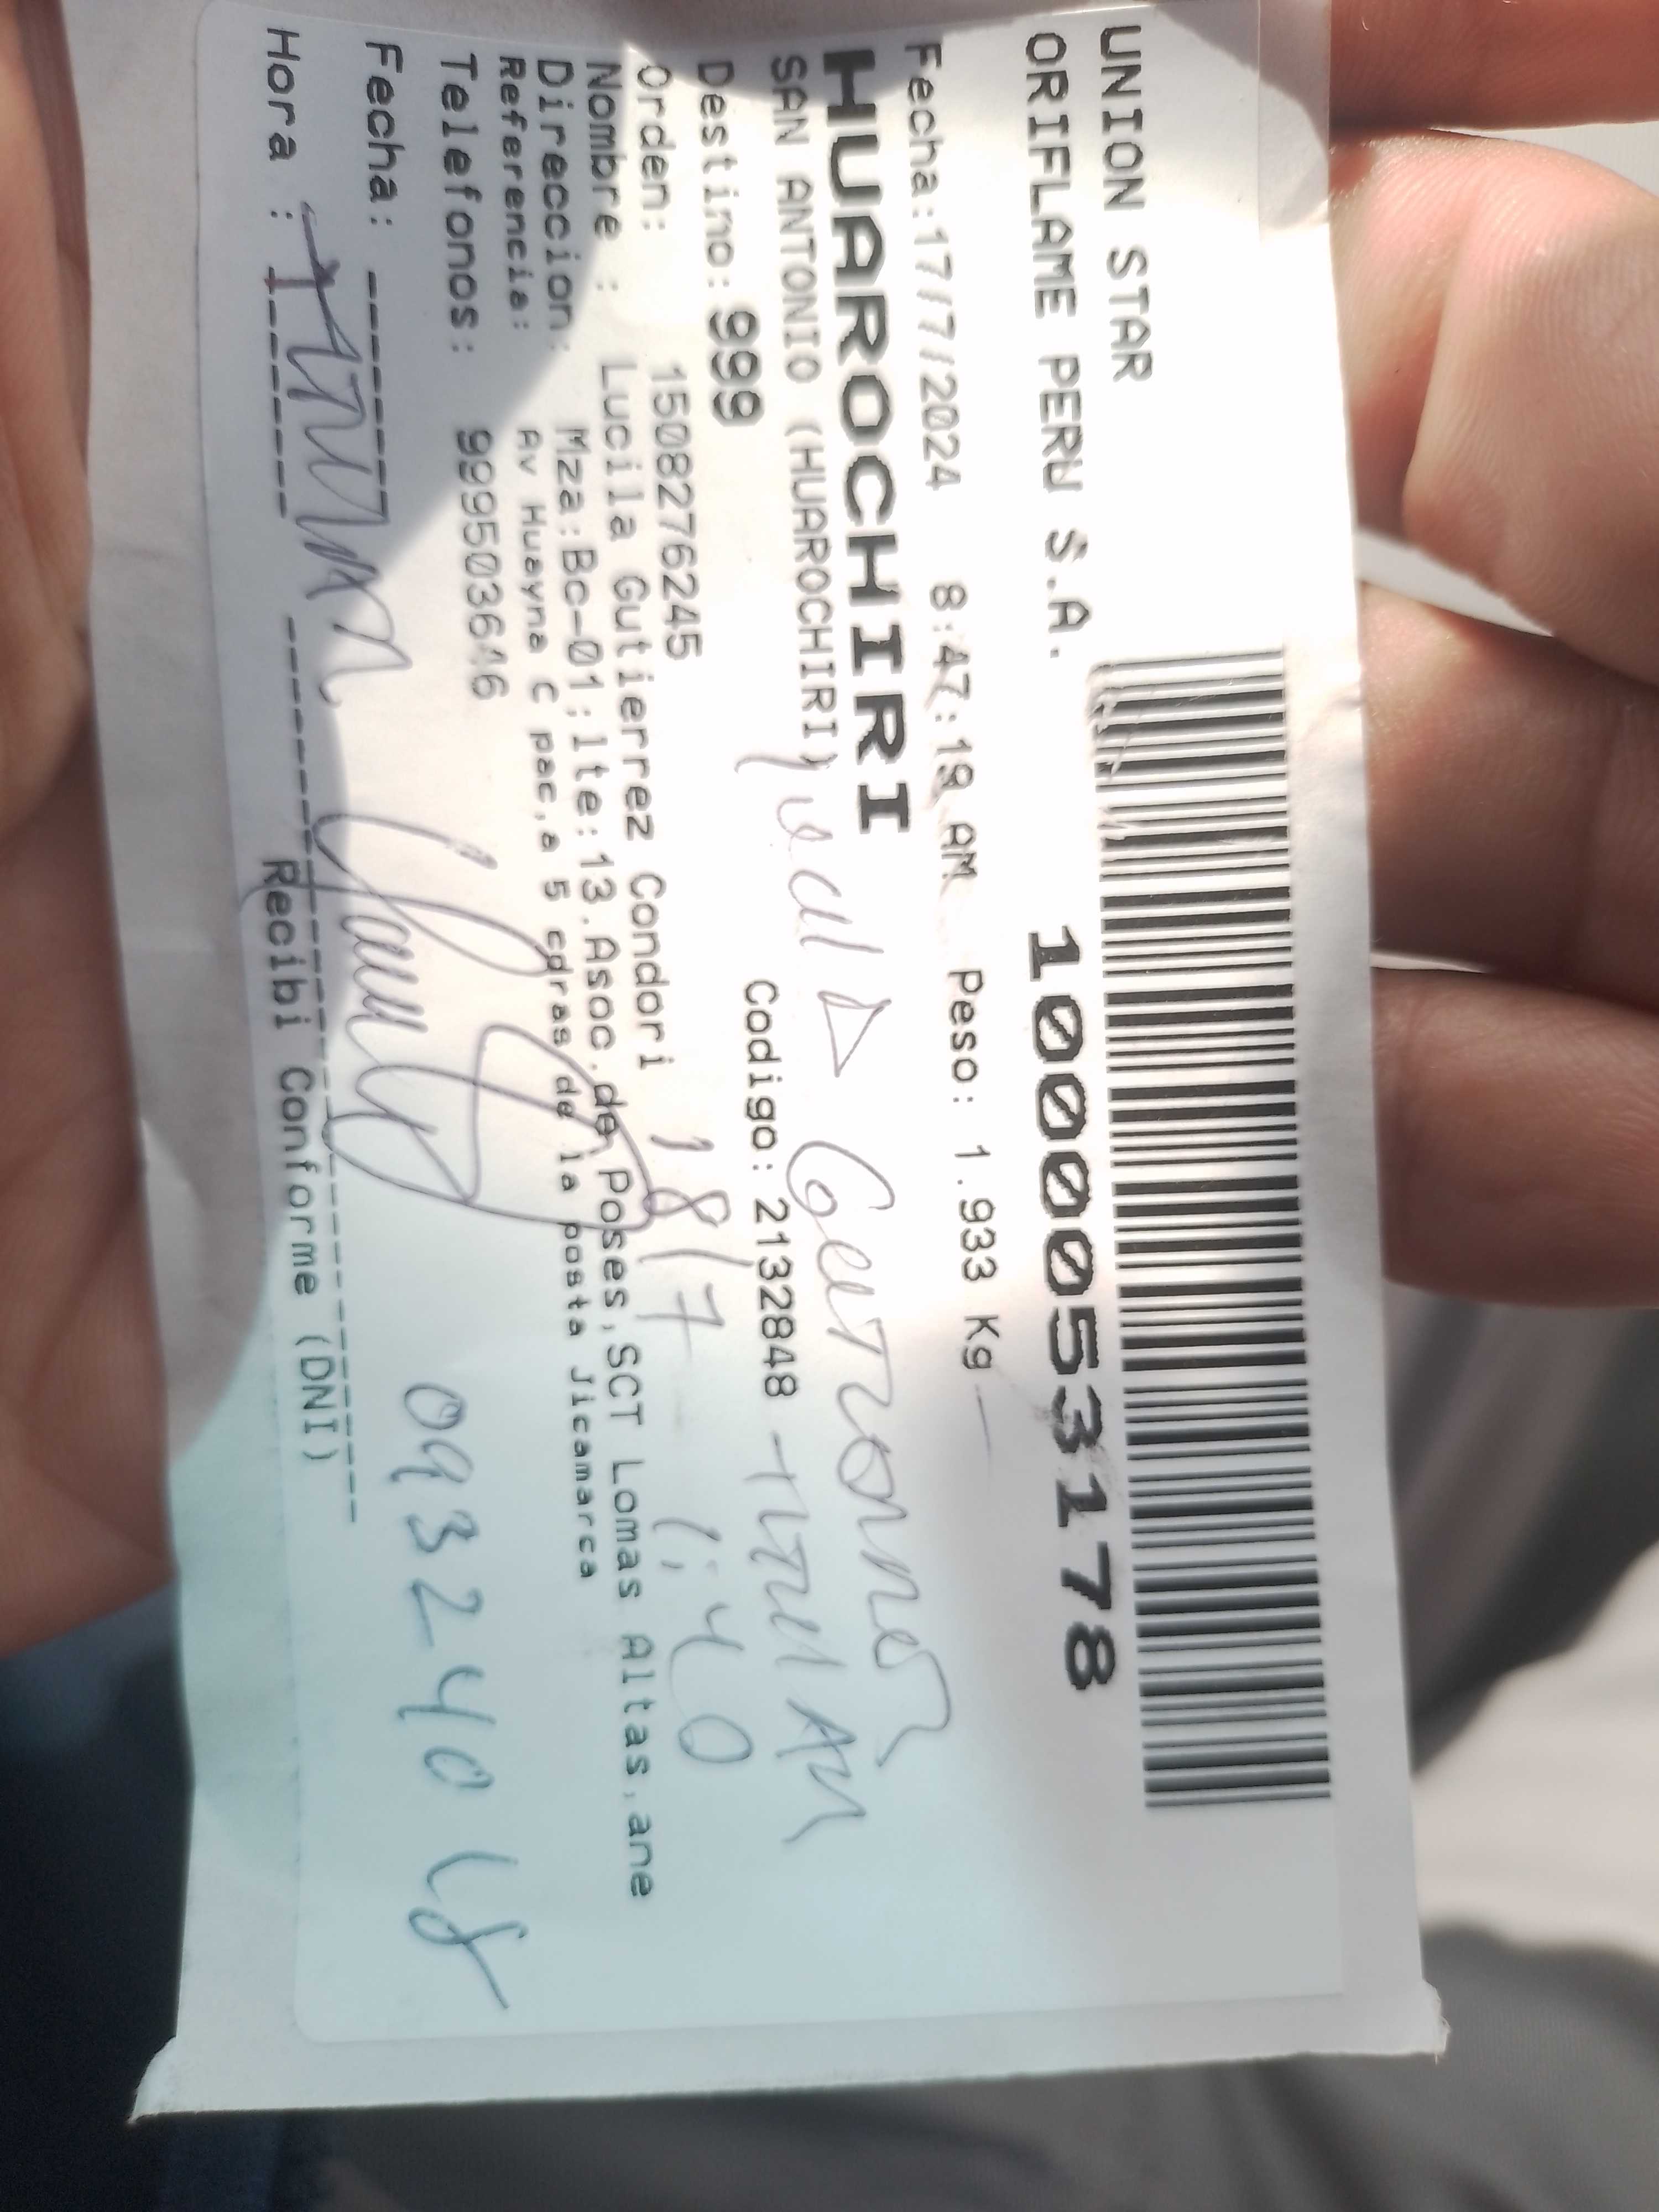 UNION STAR
ORIFLAME PERU S.A.
10000531178
Fecha:17/7/2024 8:47:19 AM Peso: 1.933 Kg
HUAROCHIRI
SAN ANTONIO (HUAROCHIRI)
Destino: 999 Codigo: 2132848
18/7 1:40
Orden: 1508276245
Nombre : Lucila Gutierrez Condori
Direccion: Mza:Bc-01:lte:13.Asoc.de Poses,SCT Lomas Altas,ane
Referencia: Av Huayna C pac,a 5 cdras de la posta Jicamarca
Telefonos: 999503646
Fecha: ---------
Hora : ---------
Recibi Conforme (DNI)